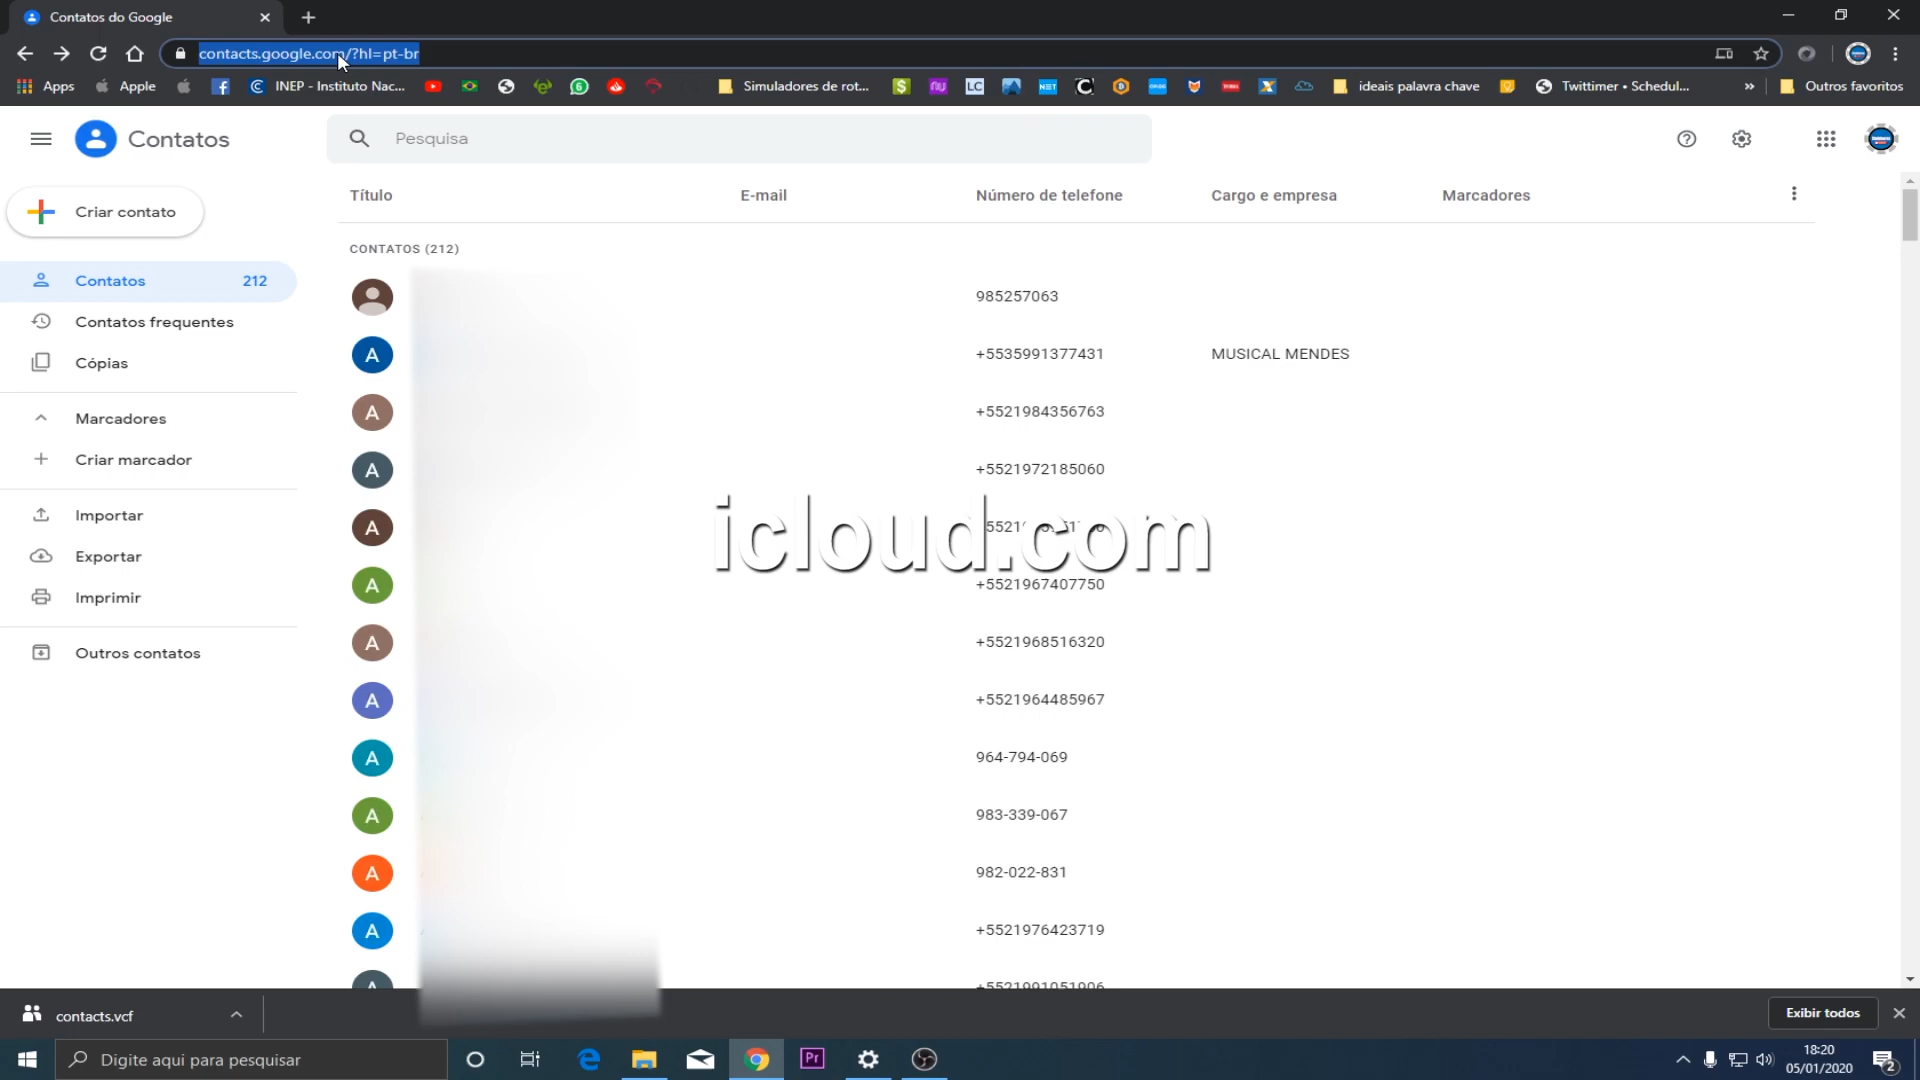 Contatos do Google
contacts.google.com/?hl=pt-br
Apps
Apple
INEP - Instituto Nac...
Simuladores de rot...
ideais palavra chave
Twittimer • Schedul...
»
Outros favoritos
Contatos
Pesquisa
Criar contato
Título E-mail Número de telefone Cargo e empresa Marcadores
CONTATOS (212)
Contatos 212
Contatos frequentes
Cópias
Marcadores
Criar marcador
Importar
Exportar
Imprimir
Outros contatos
985257063
A +5535991377431 MUSICAL MENDES
A +5521984356763
A +5521972185060
A
icloud.com
A +5521967407750
A +5521968516320
A +5521964485967
A 964-794-069
A 983-339-067
A 982-022-831
A +5521976423719
A +5521991051906
contacts.vcf
Exibir todos
Digite aqui para pesquisar
Pr
18:20
05/01/2020
2